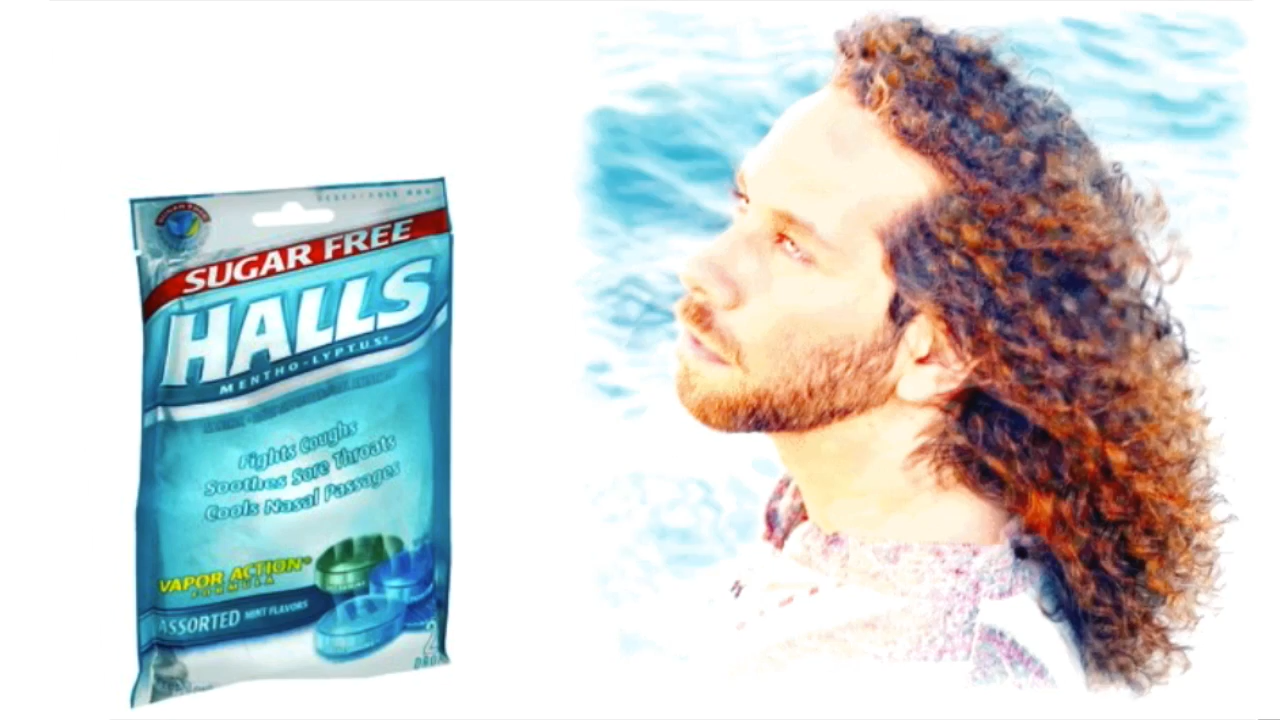 SUGAR FREE
HALLS
MENTHO-LYPTUS®
Fights Coughs
Soothes Sore Throats
Cools Nasal Passages
VAPOR ACTION®
FORMULA
ASSORTED MINT FLAVORS